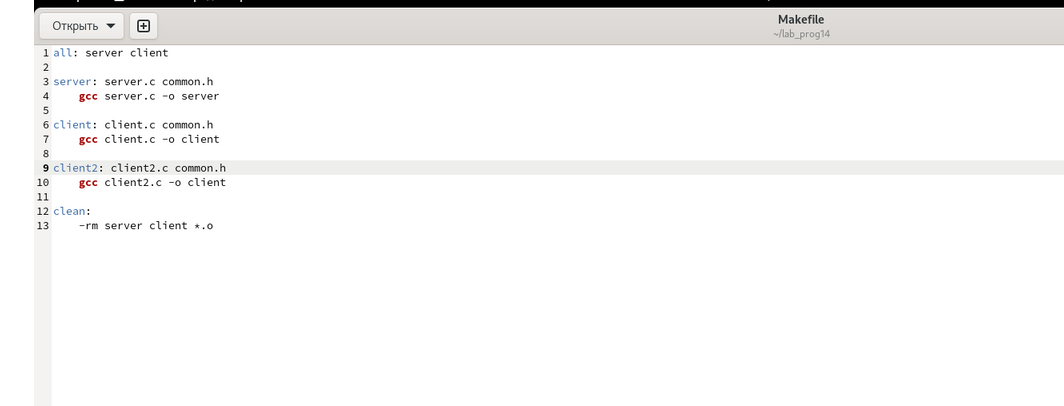 Открыть
Makefile
~/lab_prog14
1 all: server client
2
3 server: server.c common.h
4     gcc server.c -o server
5
6 client: client.c common.h
7     gcc client.c -o client
8
9 client2: client2.c common.h
10     gcc client2.c -o client
11
12 clean:
13     -rm server client *.o